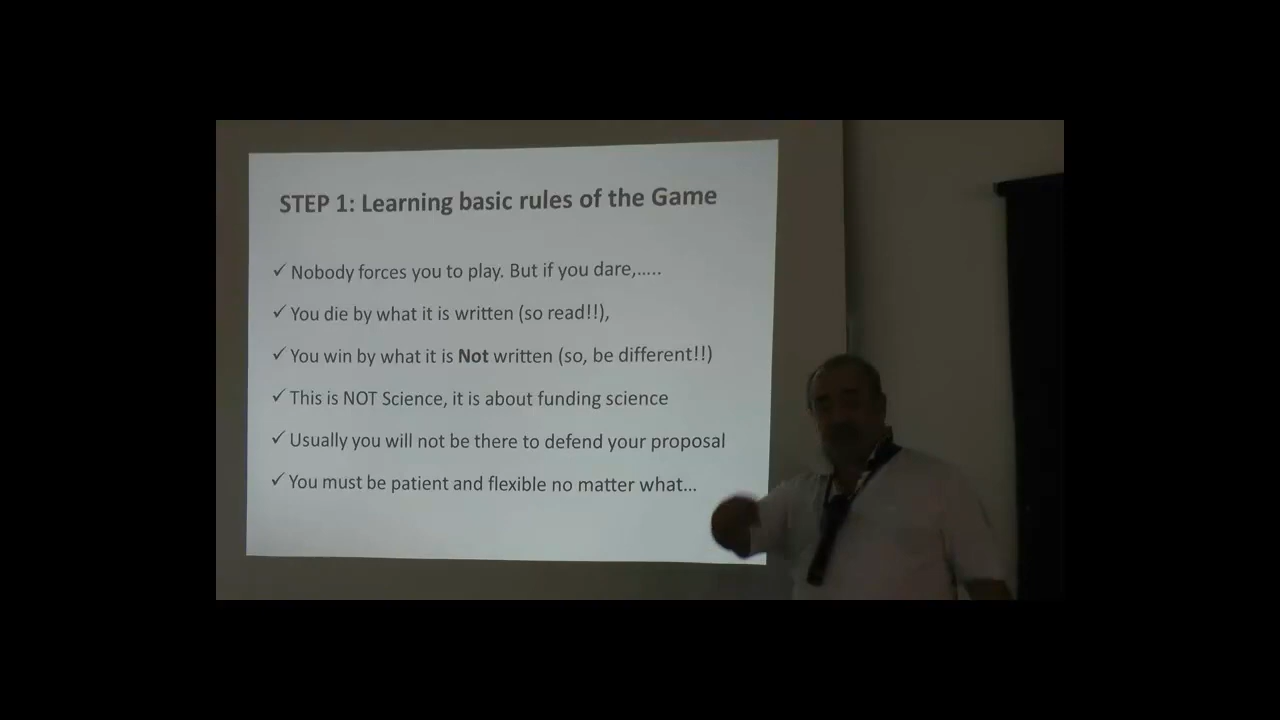 STEP 1: Learning basic rules of the Game
✓ Nobody forces you to play. But if you dare,.....
✓ You die by what it is written (so read!!),
✓ You win by what it is Not written (so, be different!!)
✓ This is NOT Science, it is about funding science
✓ Usually you will not be there to defend your proposal
✓ You must be patient and flexible no matter what...